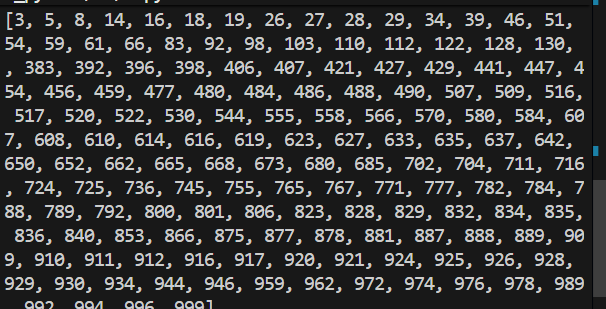 [3, 5, 8, 14, 16, 18, 19, 26, 27, 28, 29, 34, 39, 46, 51,
54, 59, 61, 66, 83, 92, 98, 103, 110, 112, 122, 128, 130,
, 383, 392, 396, 398, 406, 407, 421, 427, 429, 441, 447, 4
54, 456, 459, 477, 480, 484, 486, 488, 490, 507, 509, 516,
517, 520, 522, 530, 544, 555, 558, 566, 570, 580, 584, 60
7, 608, 610, 614, 616, 619, 623, 627, 633, 635, 637, 642,
650, 652, 662, 665, 668, 673, 680, 685, 702, 704, 711, 716
, 724, 725, 736, 745, 755, 765, 767, 771, 777, 782, 784, 7
88, 789, 792, 800, 801, 806, 823, 828, 829, 832, 834, 835,
836, 840, 853, 866, 875, 877, 878, 881, 887, 888, 889, 90
9, 910, 911, 912, 916, 917, 920, 921, 924, 925, 926, 928,
929, 930, 934, 944, 946, 959, 962, 972, 974, 976, 978, 989
, 992, 994, 996, 999]